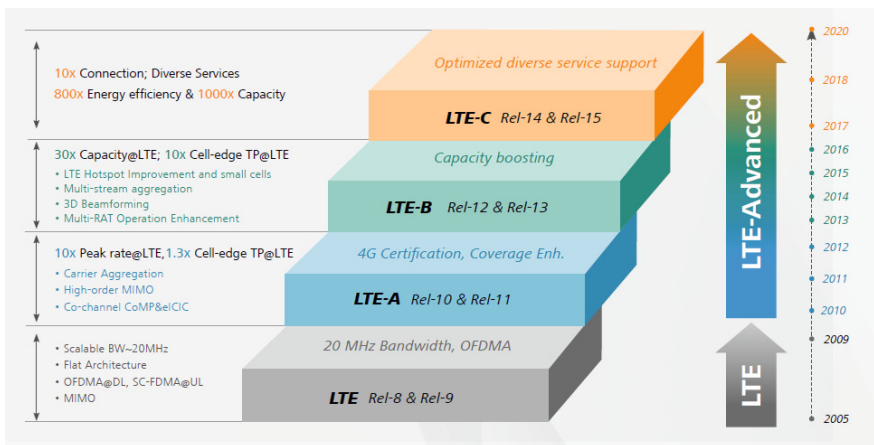 10x Connection; Diverse Services
800x Energy efficiency & 1000x Capacity
Optimized diverse service support
LTE-C Rel-14 & Rel-15
30x Capacity@LTE; 10x Cell-edge TP@LTE
• LTE Hotspot Improvement and small cells
• Multi-stream aggregation
• 3D Beamforming
• Multi-RAT Operation Enhancement
Capacity boosting
LTE-B Rel-12 & Rel-13
10x Peak rate@LTE,1.3x Cell-edge TP@LTE
• Carrier Aggregation
• High-order MIMO
• Co-channel CoMP&eICIC
4G Certification, Coverage Enh.
LTE-A Rel-10 & Rel-11
• Scalable BW~20MHz
• Flat Architecture
• OFDMA@DL, SC-FDMA@UL
• MIMO
20 MHz Bandwidth, OFDMA
LTE Rel-8 & Rel-9
LTE-Advanced
LTE
2020
2018
2017
2016
2015
2014
2013
2012
2011
2010
2009
2005